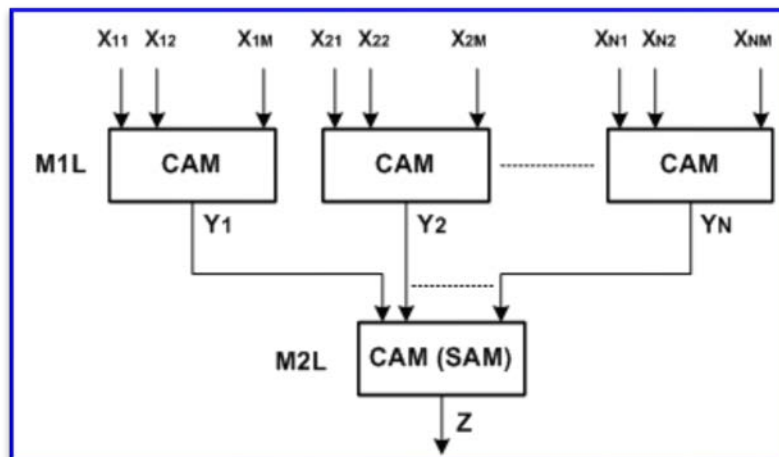 X11 X12 X1M X21 X22 X2M XN1 XN2 XNM
M1L CAM CAM CAM
Y1 Y2 YN
M2L CAM (SAM)
Z